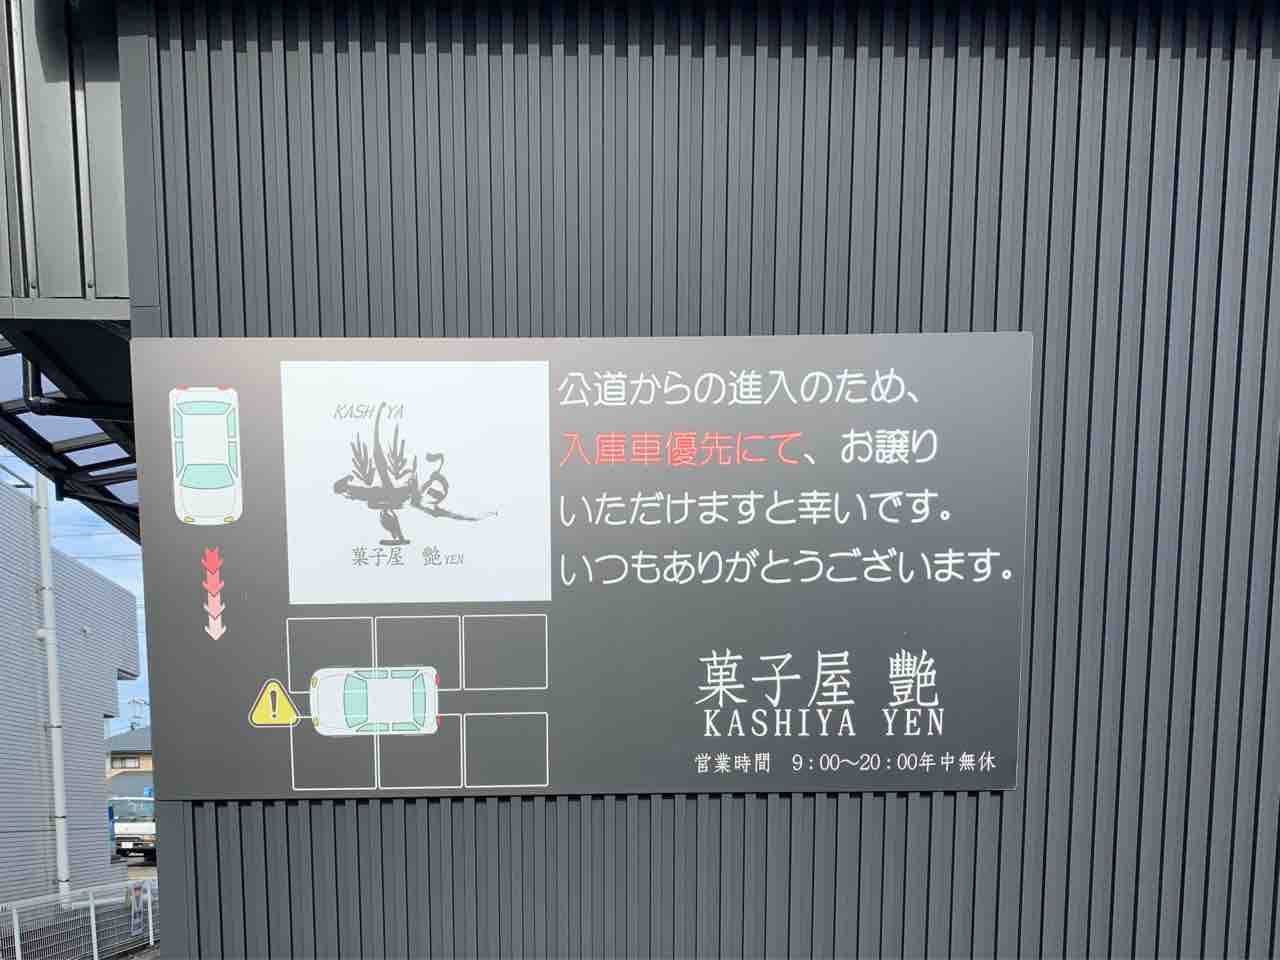 KASHIYA
艶
菓子屋 艶 YEN
公道からの進入のため、
入庫車優先にて、お譲り
いただけますと幸いです。
いつもありがとうございます。
菓子屋 艶
KASHIYA YEN
営業時間 9:00〜20:00年中無休